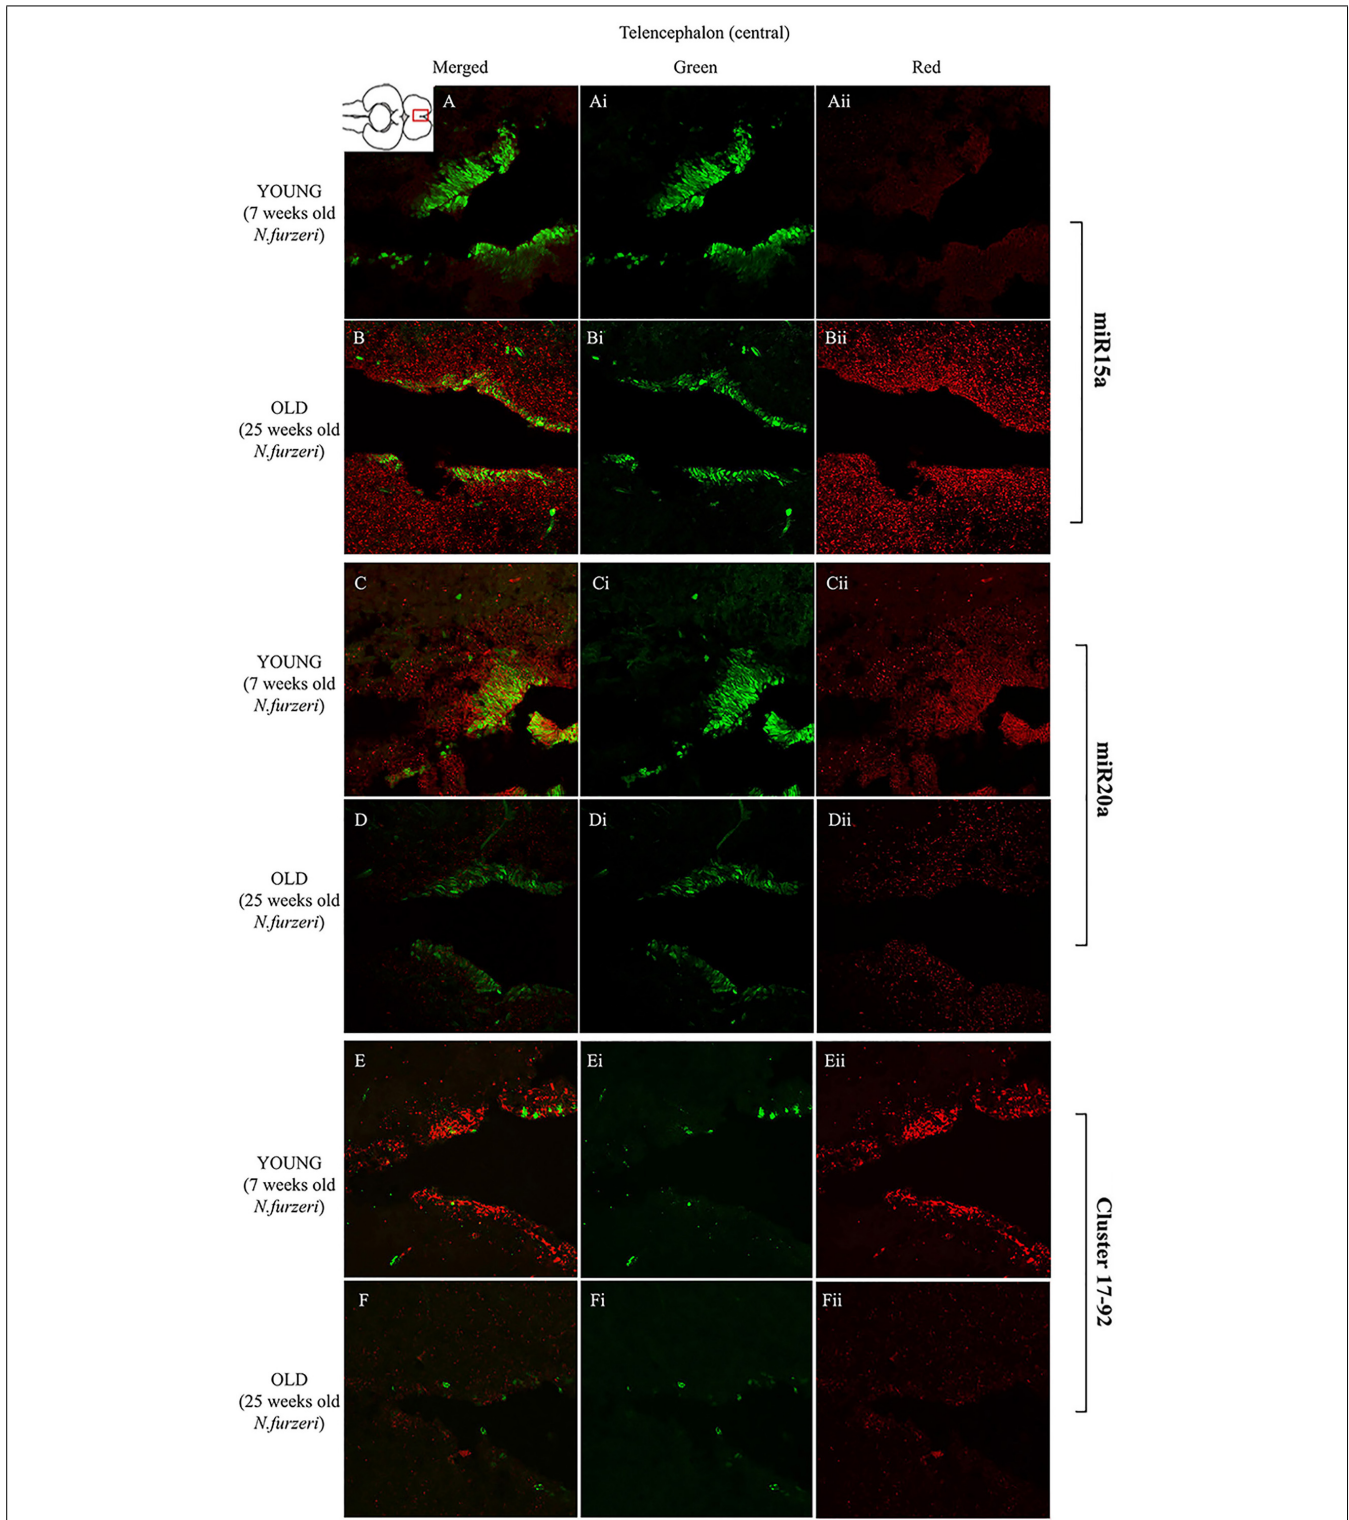 Telencephalon (central)
Merged Green Red
A Ai Aii
YOUNG
(7 weeks old
N.furzeri)
miR15a
B Bi Bii
OLD
(25 weeks old
N.furzeri)
C Ci Cii
YOUNG
(7 weeks old
N.furzeri)
miR20a
D Di Dii
OLD
(25 weeks old
N.furzeri)
E Ei Eii
YOUNG
(7 weeks old
N.furzeri)
Cluster 17-92
F Fi Fii
OLD
(25 weeks old
N.furzeri)